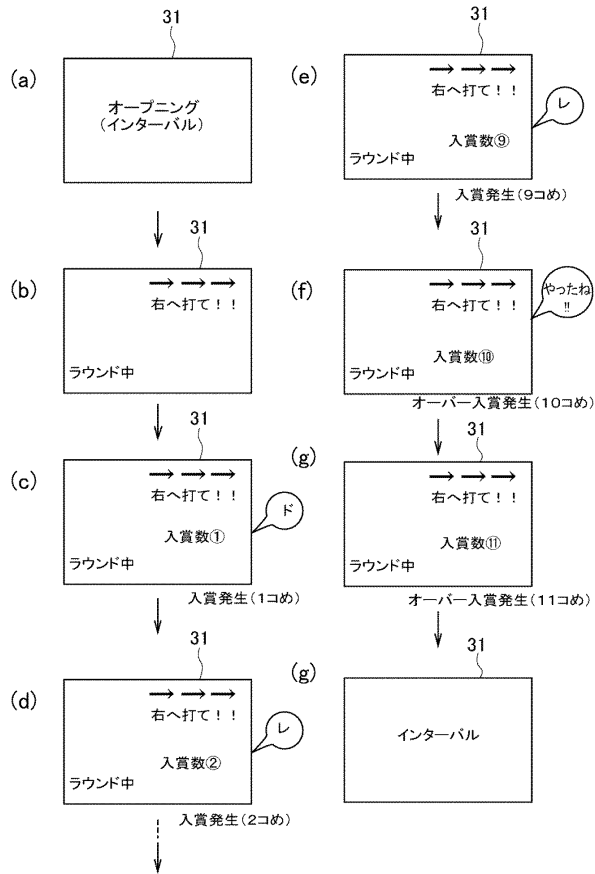 31
(a)
オープニング
(インターバル)
31
(b)
→ → →
右へ打て！！
ラウンド中
31
(c)
→ → →
右へ打て！！
ド
入賞数①
ラウンド中
入賞発生(1コめ)
31
(d)
→ → →
右へ打て！！
レ
入賞数②
ラウンド中
入賞発生(2コめ)
31
(e)
→ → →
右へ打て！！
レ
入賞数⑨
ラウンド中
入賞発生(9コめ)
31
(f)
→ → →
右へ打て！！
やったね
!!
入賞数⑩
ラウンド中
オーバー入賞発生(10コめ)
31
(g)
→ → →
右へ打て！！
入賞数⑪
ラウンド中
オーバー入賞発生(11コめ)
31
(g)
インターバル